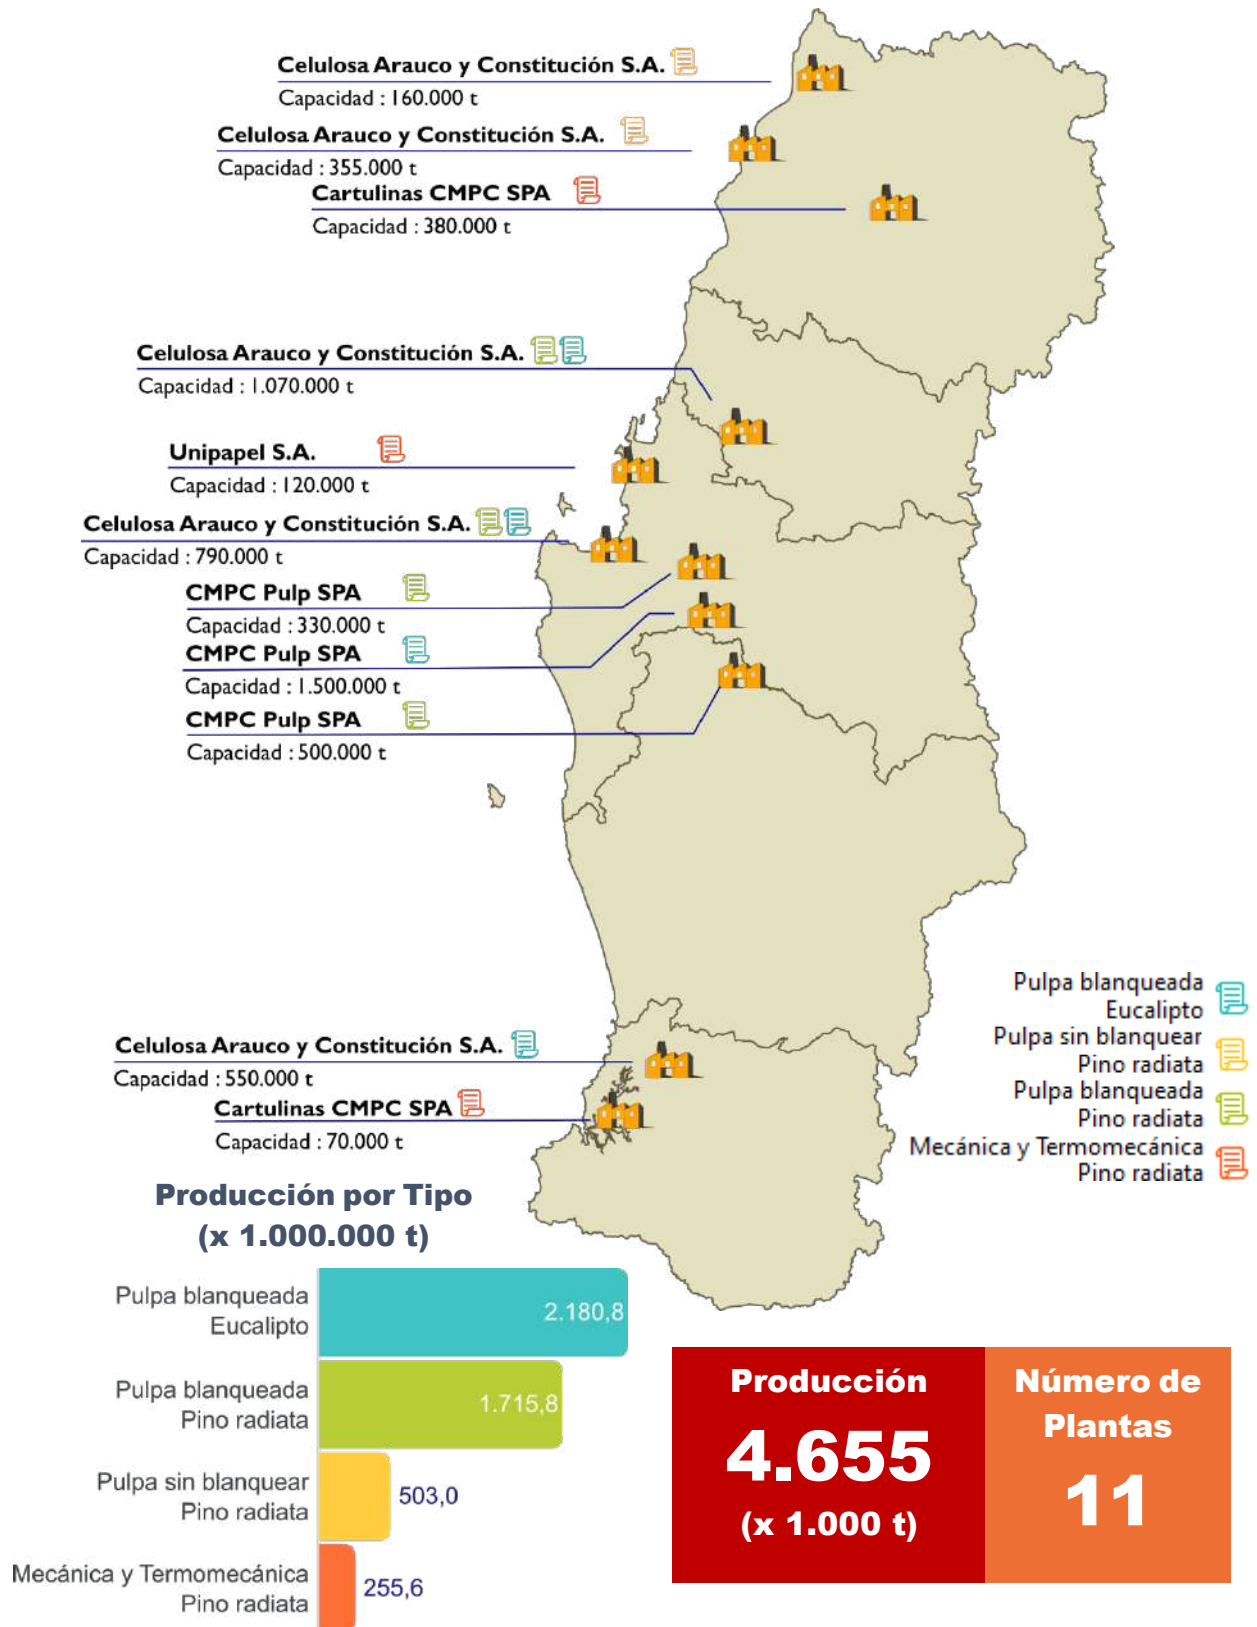 Celulosa Arauco y Constitución S.A.
Capacidad : 160.000 t
Celulosa Arauco y Constitución S.A.
Capacidad : 355.000 t
Cartulinas CMPC SPA
Capacidad : 380.000 t
Celulosa Arauco y Constitución S.A.
Capacidad : 1.070.000 t
Unipapel S.A.
Capacidad : 120.000 t
Celulosa Arauco y Constitución S.A.
Capacidad : 790.000 t
CMPC Pulp SPA
Capacidad : 330.000 t
CMPC Pulp SPA
Capacidad : 1.500.000 t
CMPC Pulp SPA
Capacidad : 500.000 t
Celulosa Arauco y Constitución S.A.
Capacidad : 550.000 t
Cartulinas CMPC SPA
Capacidad : 70.000 t
Pulpa blanqueada
Eucalipto
Pulpa sin blanquear
Pino radiata
Pulpa blanqueada
Pino radiata
Mecánica y Termomecánica
Pino radiata
Producción por Tipo
(x 1.000.000 t)
Pulpa blanqueada
Eucalipto
2.180,8
Pulpa blanqueada
Pino radiata
1.715,8
Pulpa sin blanquear
Pino radiata
503,0
Mecánica y Termomecánica
Pino radiata
255,6
Producción
4.655
(x 1.000 t)
Número de
Plantas
11